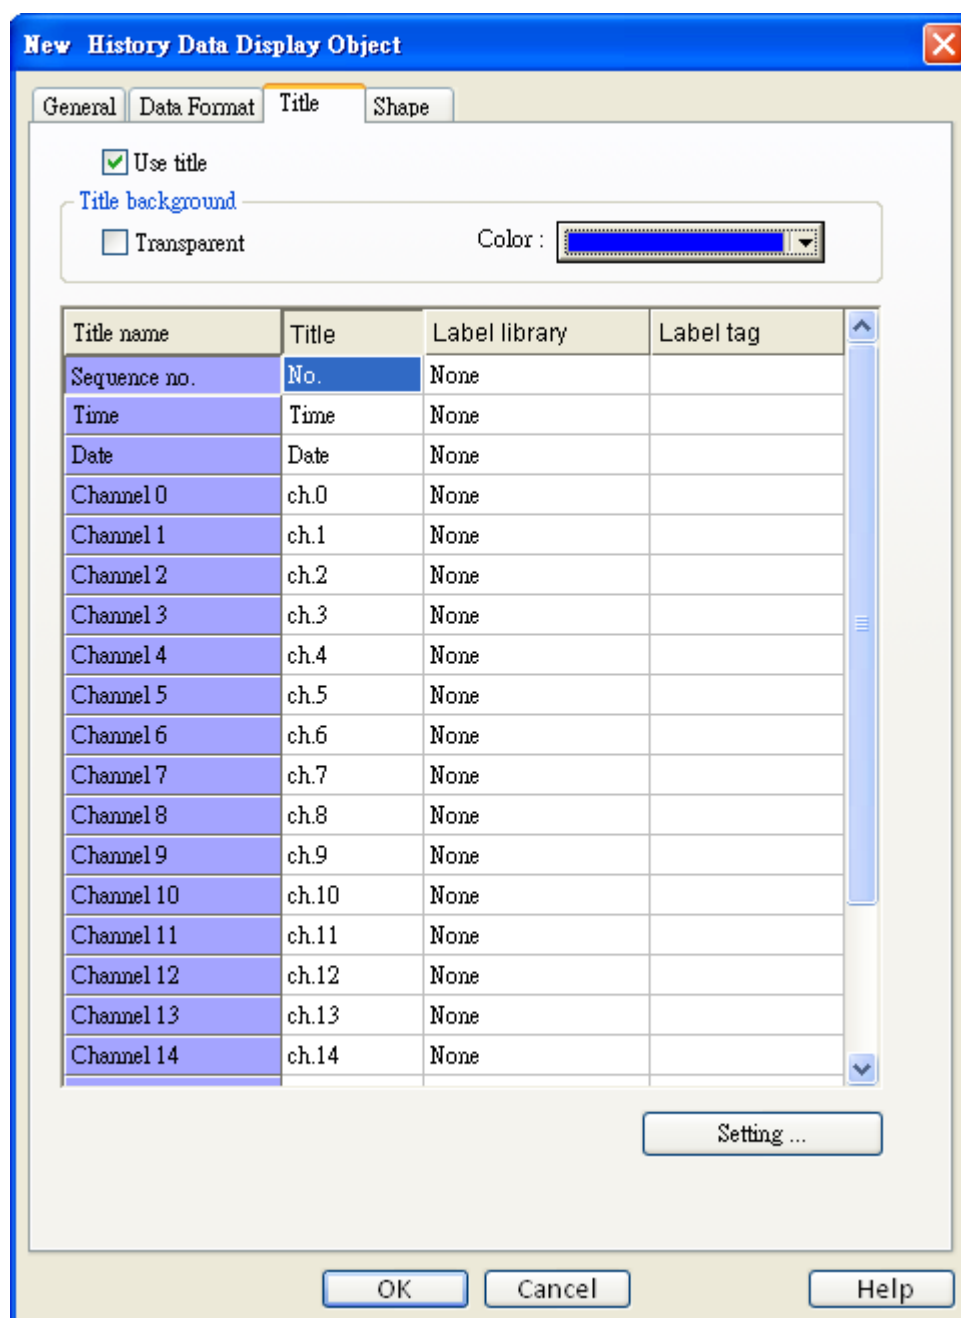 New History Data Display Object
General Data Format Title Shape
Use title
Title background
Transparent Color :
Title name Title Label library Label tag
Sequence no. No. None
Time Time None
Date Date None
Channel 0 ch.0 None
Channel 1 ch.1 None
Channel 2 ch.2 None
Channel 3 ch.3 None
Channel 4 ch.4 None
Channel 5 ch.5 None
Channel 6 ch.6 None
Channel 7 ch.7 None
Channel 8 ch.8 None
Channel 9 ch.9 None
Channel 10 ch.10 None
Channel 11 ch.11 None
Channel 12 ch.12 None
Channel 13 ch.13 None
Channel 14 ch.14 None
Setting ...
OK Cancel Help